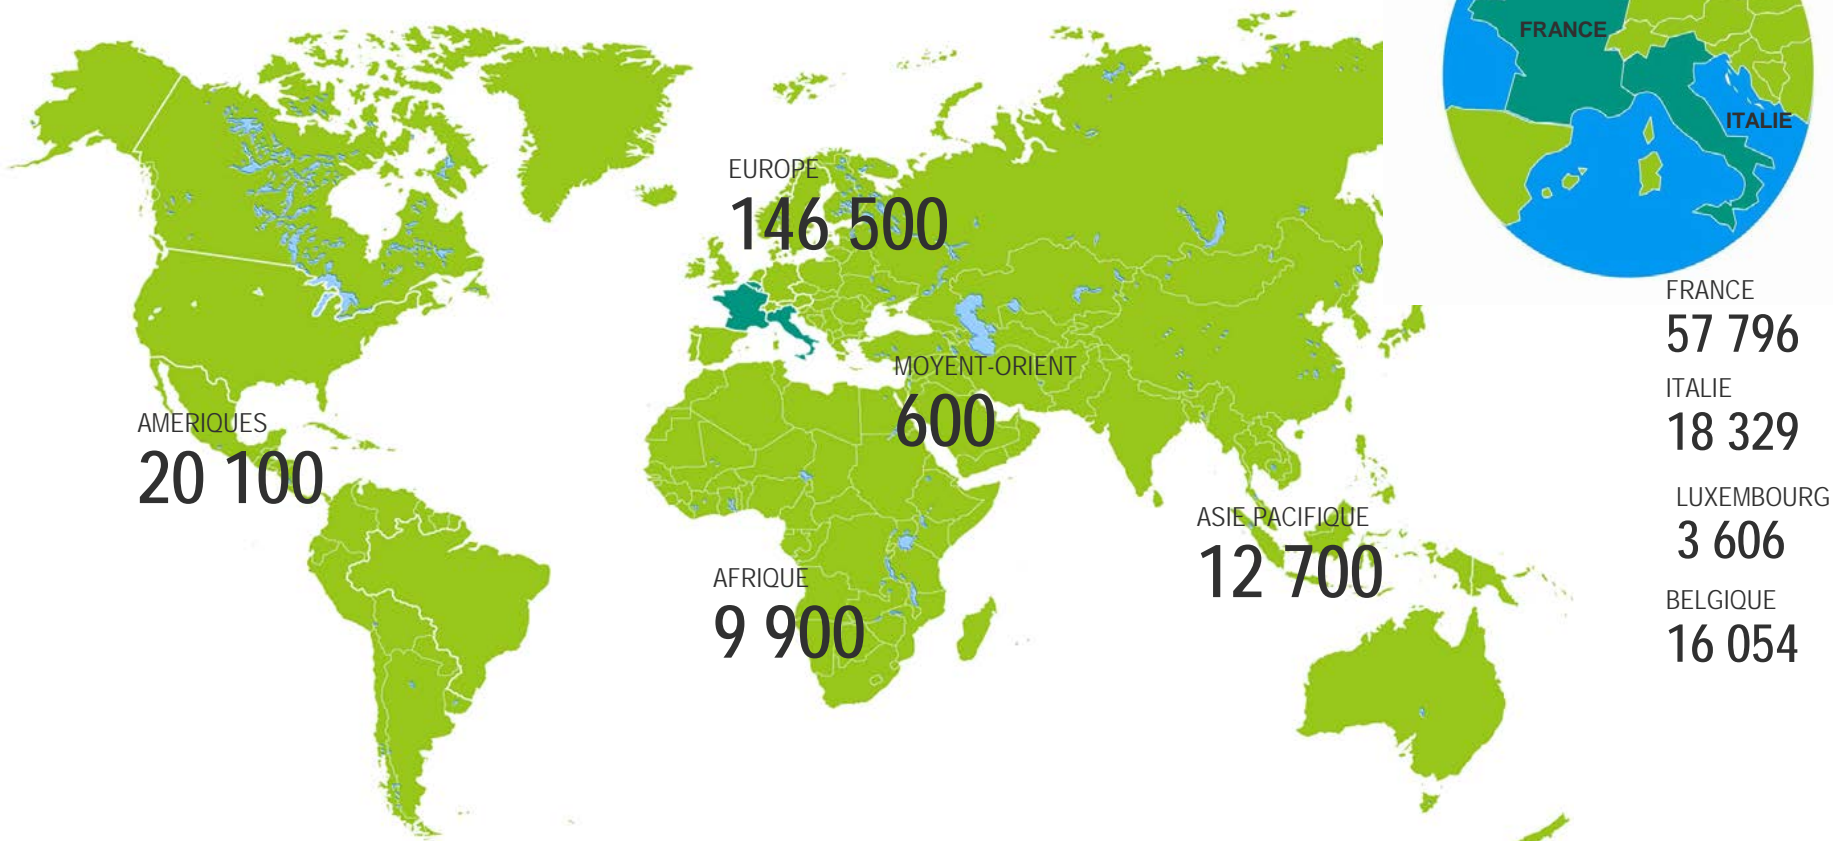 FRANCE
ITALIE
EUROPE
146 500
MOYENT-ORIENT
600
AMERIQUES
20 100
AFRIQUE
9 900
ASIE PACIFIQUE
12 700
FRANCE
57 796
ITALIE
18 329
LUXEMBOURG
3 606
BELGIQUE
16 054